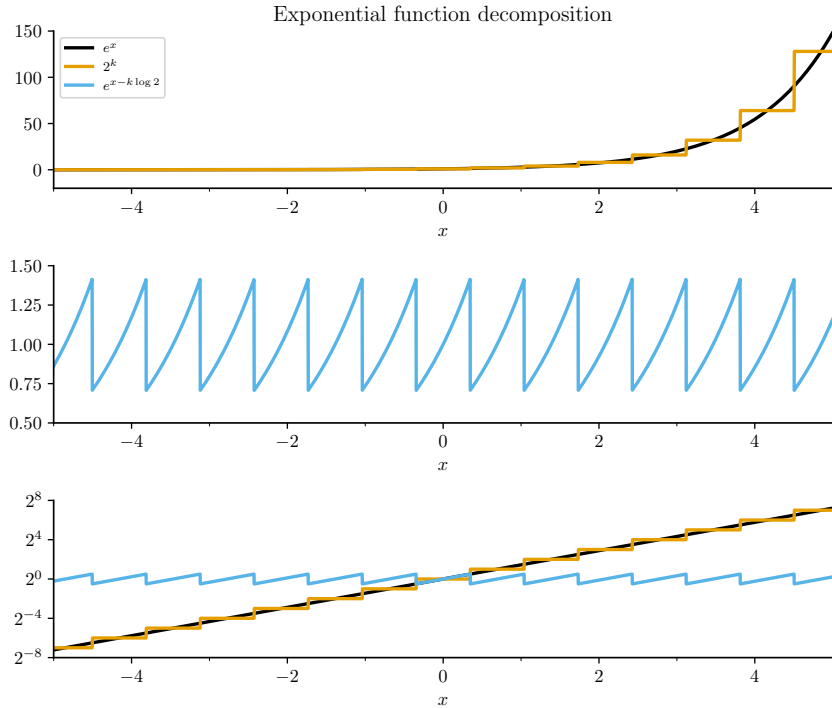 Exponential function decomposition
150
100
50
0
e^x
2^k
e^{x−k log 2}
−4 −2 0 2 4
x
1.50
1.25
1.00
0.75
0.50
−4 −2 0 2 4
x
2^8
2^4
2^0
2^{−4}
2^{−8}
−4 −2 0 2 4
x